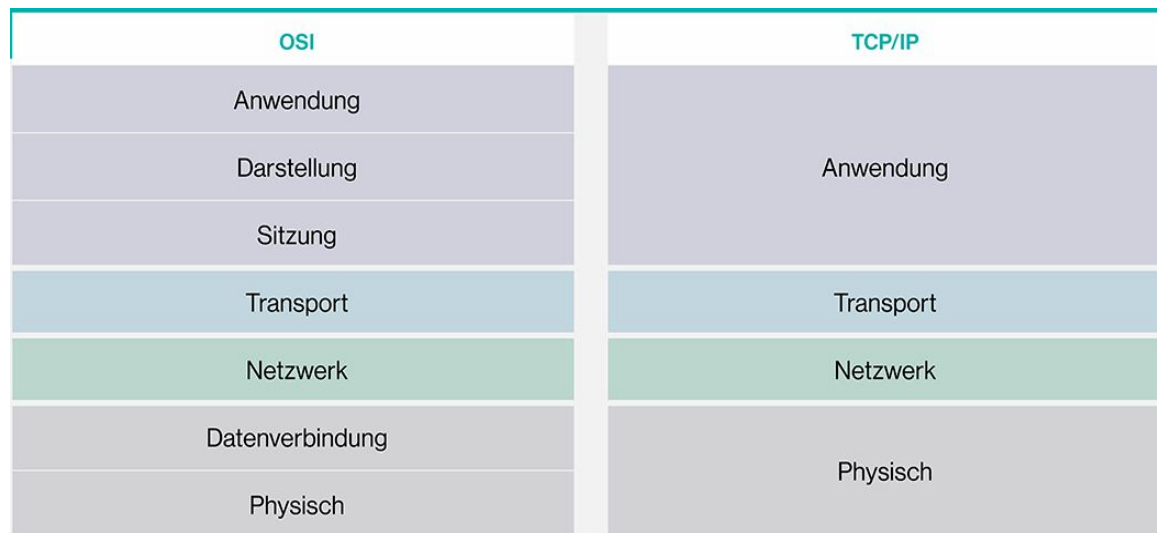 OSI
Anwendung
Darstellung
Sitzung
Transport
Netzwerk
Datenverbindung
Physisch
TCP/IP
Anwendung
Transport
Netzwerk
Physisch